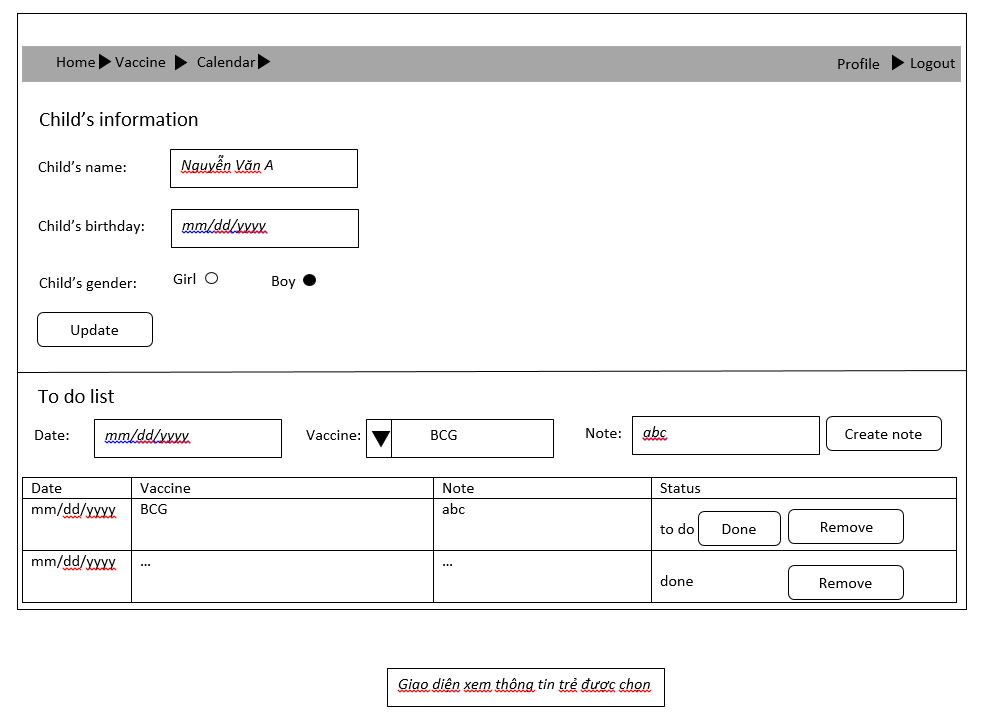 Home Vaccine Calendar Profile Logout
Child's information
Child's name: Nguyễn Văn A
Child's birthday: mm/dd/yyyy
Child's gender: Girl Boy
Update
To do list
Date: mm/dd/yyyy Vaccine: BCG Note: abc Create note
Date Vaccine Note Status
mm/dd/yyyy BCG abc
to do Done Remove
mm/dd/yyyy ... ...
done Remove
Giao diện xem thông tin trẻ được chọn